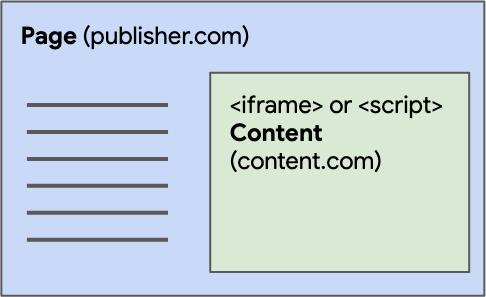 Page (publisher.com)
<iframe> or <script>
Content
(content.com)